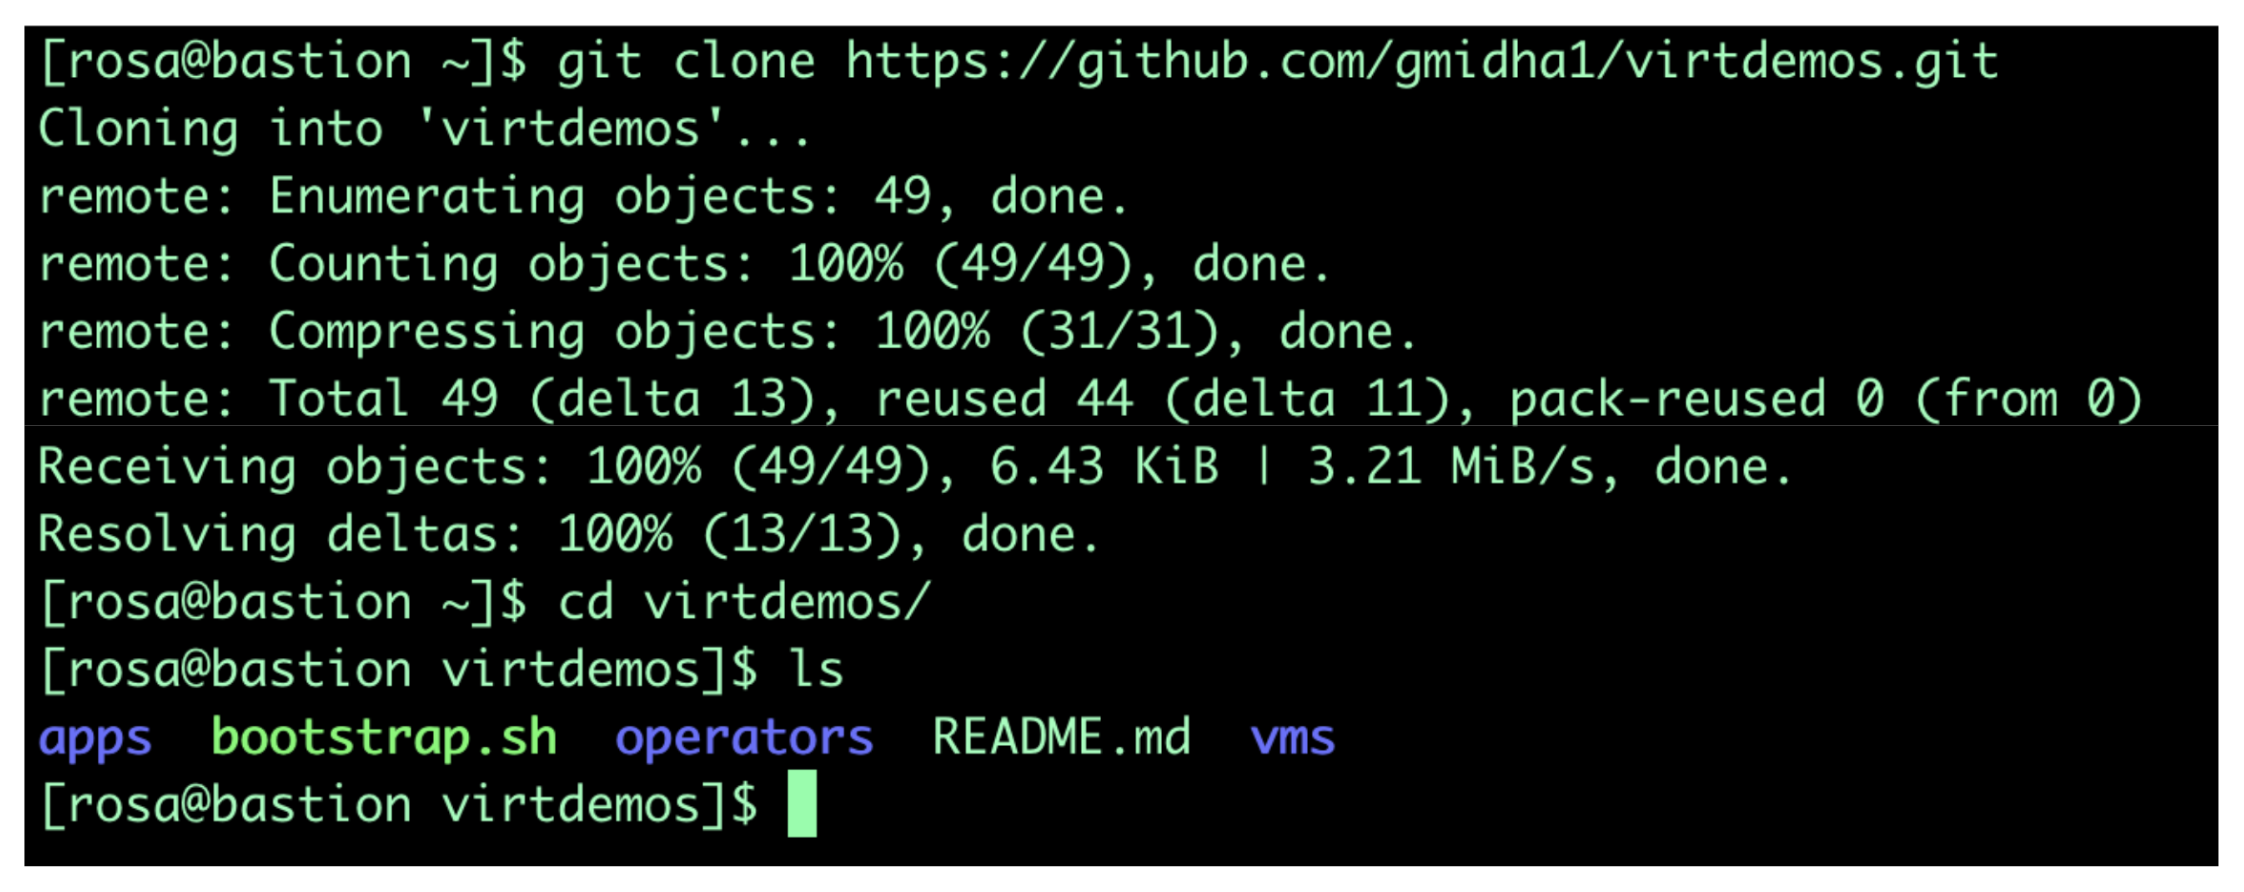 [rosa@bastion ~]$ git clone https://github.com/gmidha1/virtdemos.git
Cloning into 'virtdemos'...
remote: Enumerating objects: 49, done.
remote: Counting objects: 100% (49/49), done.
remote: Compressing objects: 100% (31/31), done.
remote: Total 49 (delta 13), reused 44 (delta 11), pack-reused 0 (from 0)
Receiving objects: 100% (49/49), 6.43 KiB | 3.21 MiB/s, done.
Resolving deltas: 100% (13/13), done.
[rosa@bastion ~]$ cd virtdemos/
[rosa@bastion virtdemos]$ ls
apps  bootstrap.sh  operators  README.md  vms
[rosa@bastion virtdemos]$